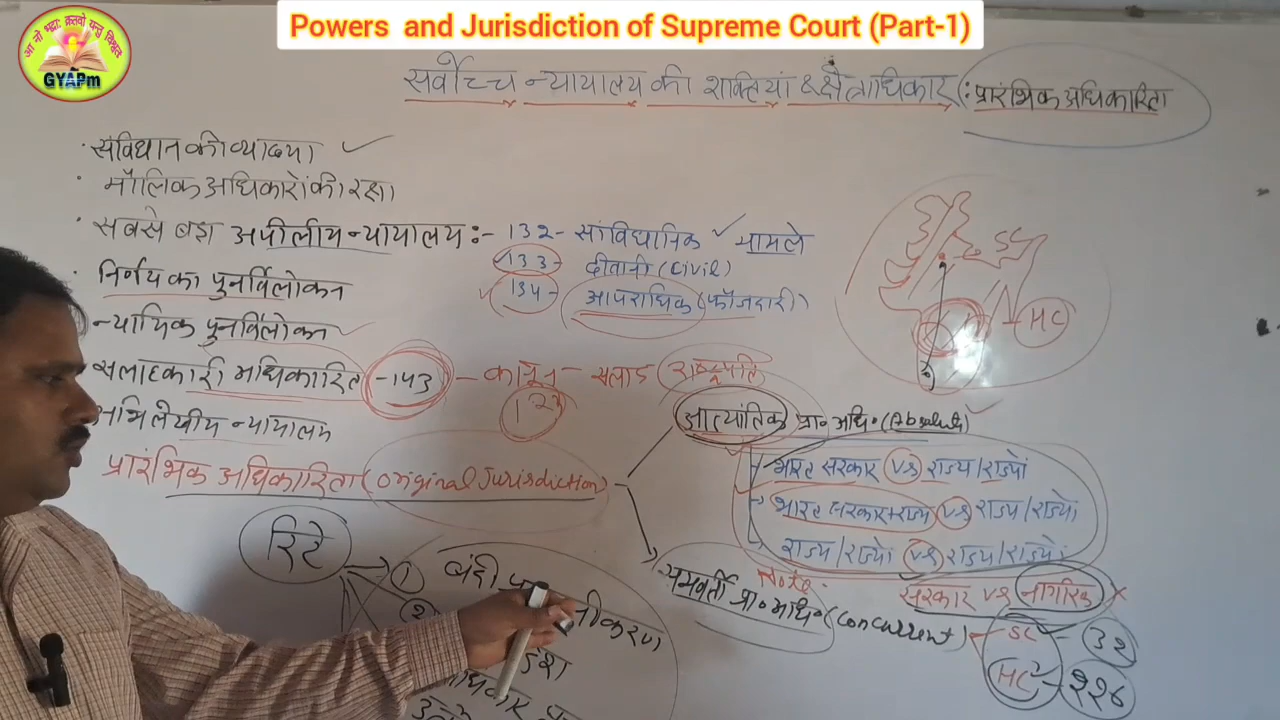 Powers and Jurisdiction of Supreme Court (Part-1)
GYAPm
सर्वोच्च न्यायालय की शक्तियां & क्षेत्राधिकार (: प्रारंभिक अधिकारिता
संविधान की व्याख्या
मौलिक अधिकारों की रक्षा
सबसे बड़ा अपीलीय न्यायालय :- 132- सांविधानिक मामले
133- दीवानी (Civil)
134- आपराधिक (फौजदारी)
निर्णय का पुनर्विलोकन
न्यायिक पुनर्विलोकन
सलाहकारी अधिकारित -143 - कानून - सलाह (राष्ट्रपति
अभिलेखीय न्यायालय
SC
HC
प्रारंभिक अधिकारिता (Original Jurisdiction)
आत्यांतिक प्रा० अधि० (Absolute)
भारत सरकार VS राज्य/राज्यों
भारत सरकार+राज्य VS राज्य/राज्यों
राज्य/राज्यों VS राज्य/राज्यों
Note:
सरकार VS नागरिक ×
समवर्ती प्रा० अधि० (Concurrent)
SC - 32
HC - 226
रिटे
1 बंदी
2